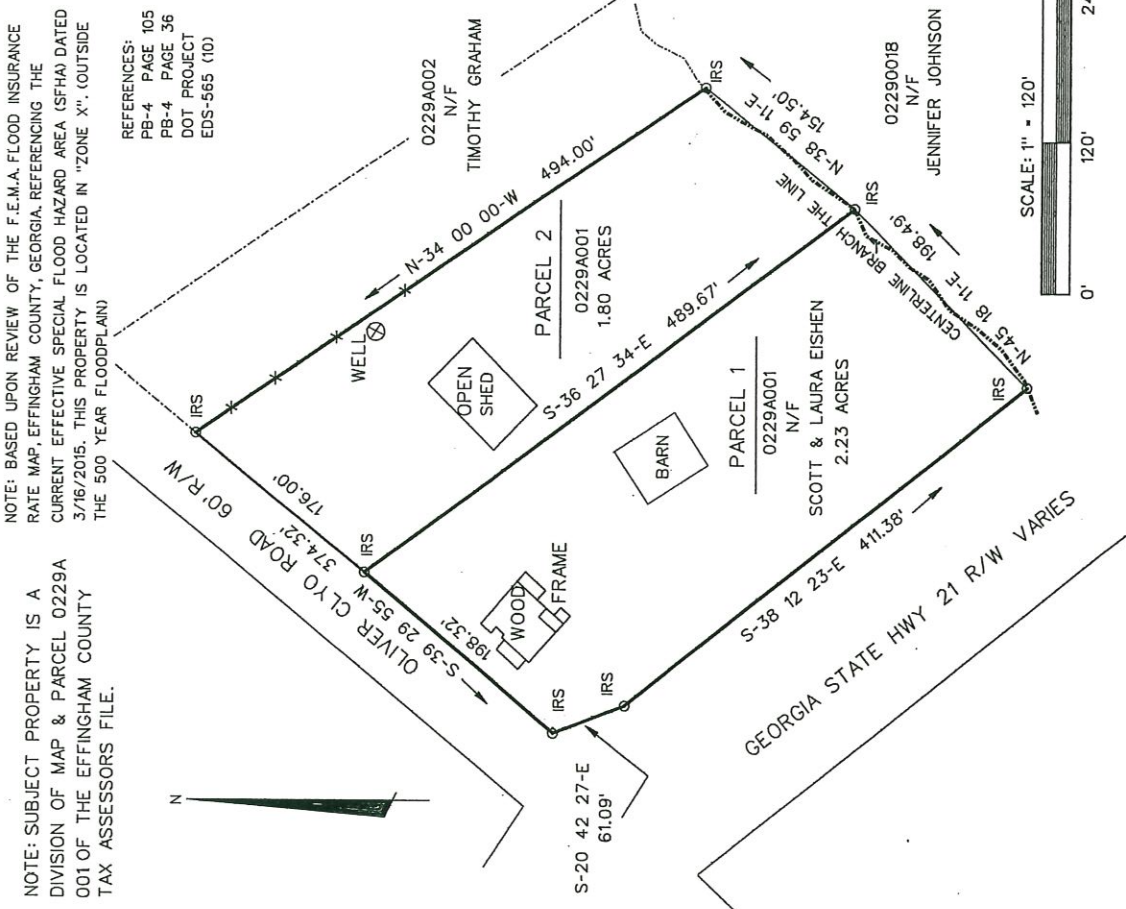 NOTE: SUBJECT PROPERTY IS A
DIVISION OF MAP & PARCEL 0229A
001 OF THE EFFINGHAM COUNTY
TAX ASSESSORS FILE.
NOTE: BASED UPON REVIEW OF THE F.E.M.A. FLOOD INSURANCE
RATE MAP, EFFINGHAM COUNTY, GEORGIA. REFERENCING THE
CURRENT EFFECTIVE SPECIAL FLOOD HAZARD AREA (SFHA) DATED
3/16/2015. THIS PROPERTY IS LOCATED IN "ZONE X". (OUTSIDE
THE 500 YEAR FLOODPLAIN)
REFERENCES:
PB-4 PAGE 105
PB-4 PAGE 36
DOT PROJECT
EDS-565 (10)
N
OLIVER CLYO ROAD 60' R/W
374.32'
176.00'
S-39 29 55-W
198.32'
IRS
IRS
IRS
IRS
IRS
IRS
IRS
N-34 00 00-W 494.00'
WELL
OPEN
SHED
PARCEL 2
0229A001
1.80 ACRES
0229A002
N/F
TIMOTHY GRAHAM
S-36 27 34-E 489.67'
WOOD
FRAME
BARN
PARCEL 1
0229A001
N/F
SCOTT & LAURA EISHEN
2.23 ACRES
N-38 59 11-E
154.50'
CENTERLINE BRANCH THE LINE
N-45 18 11-E
198.49'
02290018
N/F
JENNIFER JOHNSON
S-20 42 27-E
61.09'
S-38 12 23-E 411.38'
GEORGIA STATE HWY 21 R/W VARIES
SCALE: 1" = 120'
0'
120'